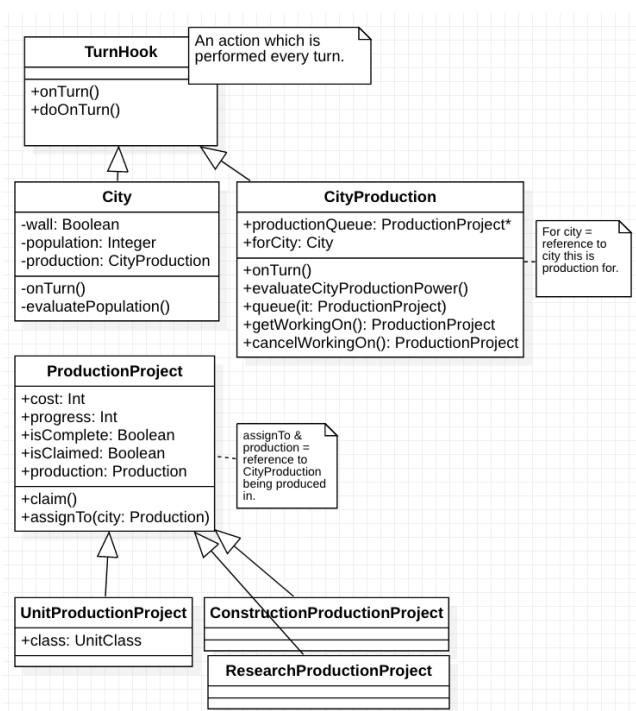 TurnHook
An action which is
performed every turn.
+onTurn()
+doOnTurn()
City
-wall: Boolean
-population: Integer
-production: CityProduction
-onTurn()
-evaluatePopulation()
CityProduction
+productionQueue: ProductionProject*
+forCity: City
+onTurn()
+evaluateCityProductionPower()
+queue(it: ProductionProject)
+getWorkingOn(): ProductionProject
+cancelWorkingOn(): ProductionProject
For city =
reference to
city this is
production for.
ProductionProject
+cost: Int
+progress: Int
+isComplete: Boolean
+isClaimed: Boolean
+production: Production
+claim()
+assignTo(city: Production)
assignTo &
production =
reference to
CityProduction
being produced
in.
UnitProductionProject
+class: UnitClass
ConstructionProductionProject
ResearchProductionProject